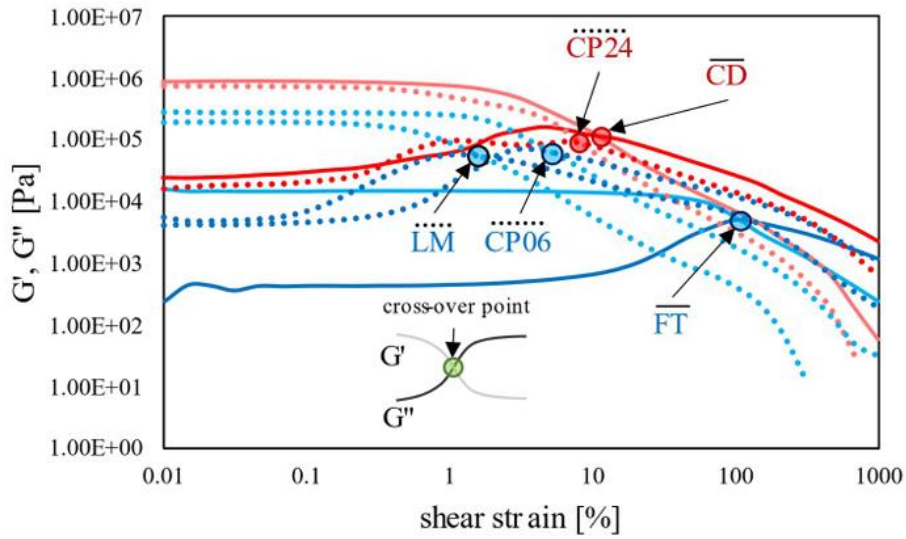 1.00E+07
1.00E+06
1.00E+05
1.00E+04
1.00E+03
1.00E+02
1.00E+01
1.00E+00
G', G" [Pa]
CP24
CD
LM
CP06
FT
cross-over point
G'
G"
0.01
0.1
1
10
100
1000
shear strain [%]